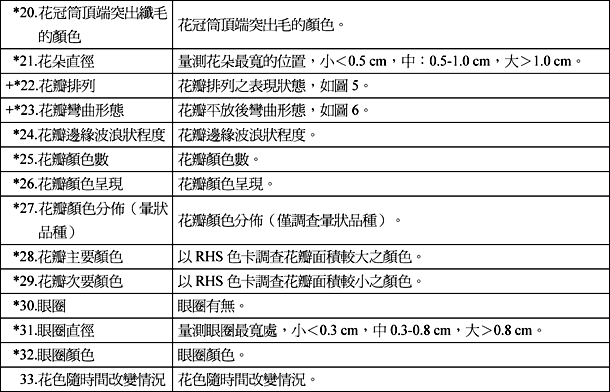 *20.花冠筒頂端突出纖毛的顏色 花冠筒頂端突出毛的顏色。
*21.花朵直徑 量測花朵最寬的位置，小＜0.5 cm，中：0.5-1.0 cm，大＞1.0 cm。
+*22.花瓣排列 花瓣排列之表現狀態，如圖 5。
+*23.花瓣彎曲形態 花瓣平放後彎曲形態，如圖 6。
*24.花瓣邊緣波浪狀程度 花瓣邊緣波浪狀程度。
*25.花瓣顏色數 花瓣顏色數。
*26.花瓣顏色呈現 花瓣顏色呈現。
*27.花瓣顏色分佈（暈狀品種） 花瓣顏色分佈（僅調查暈狀品種）。
*28.花瓣主要顏色 以 RHS 色卡調查花瓣面積較大之顏色。
*29.花瓣次要顏色 以 RHS 色卡調查花瓣面積較小之顏色。
*30.眼圈 眼圈有無。
*31.眼圈直徑 量測眼圈最寬處，小＜0.3 cm，中 0.3-0.8 cm，大＞0.8 cm。
*32.眼圈顏色 眼圈顏色。
33.花色隨時間改變情況 花色隨時間改變情況。